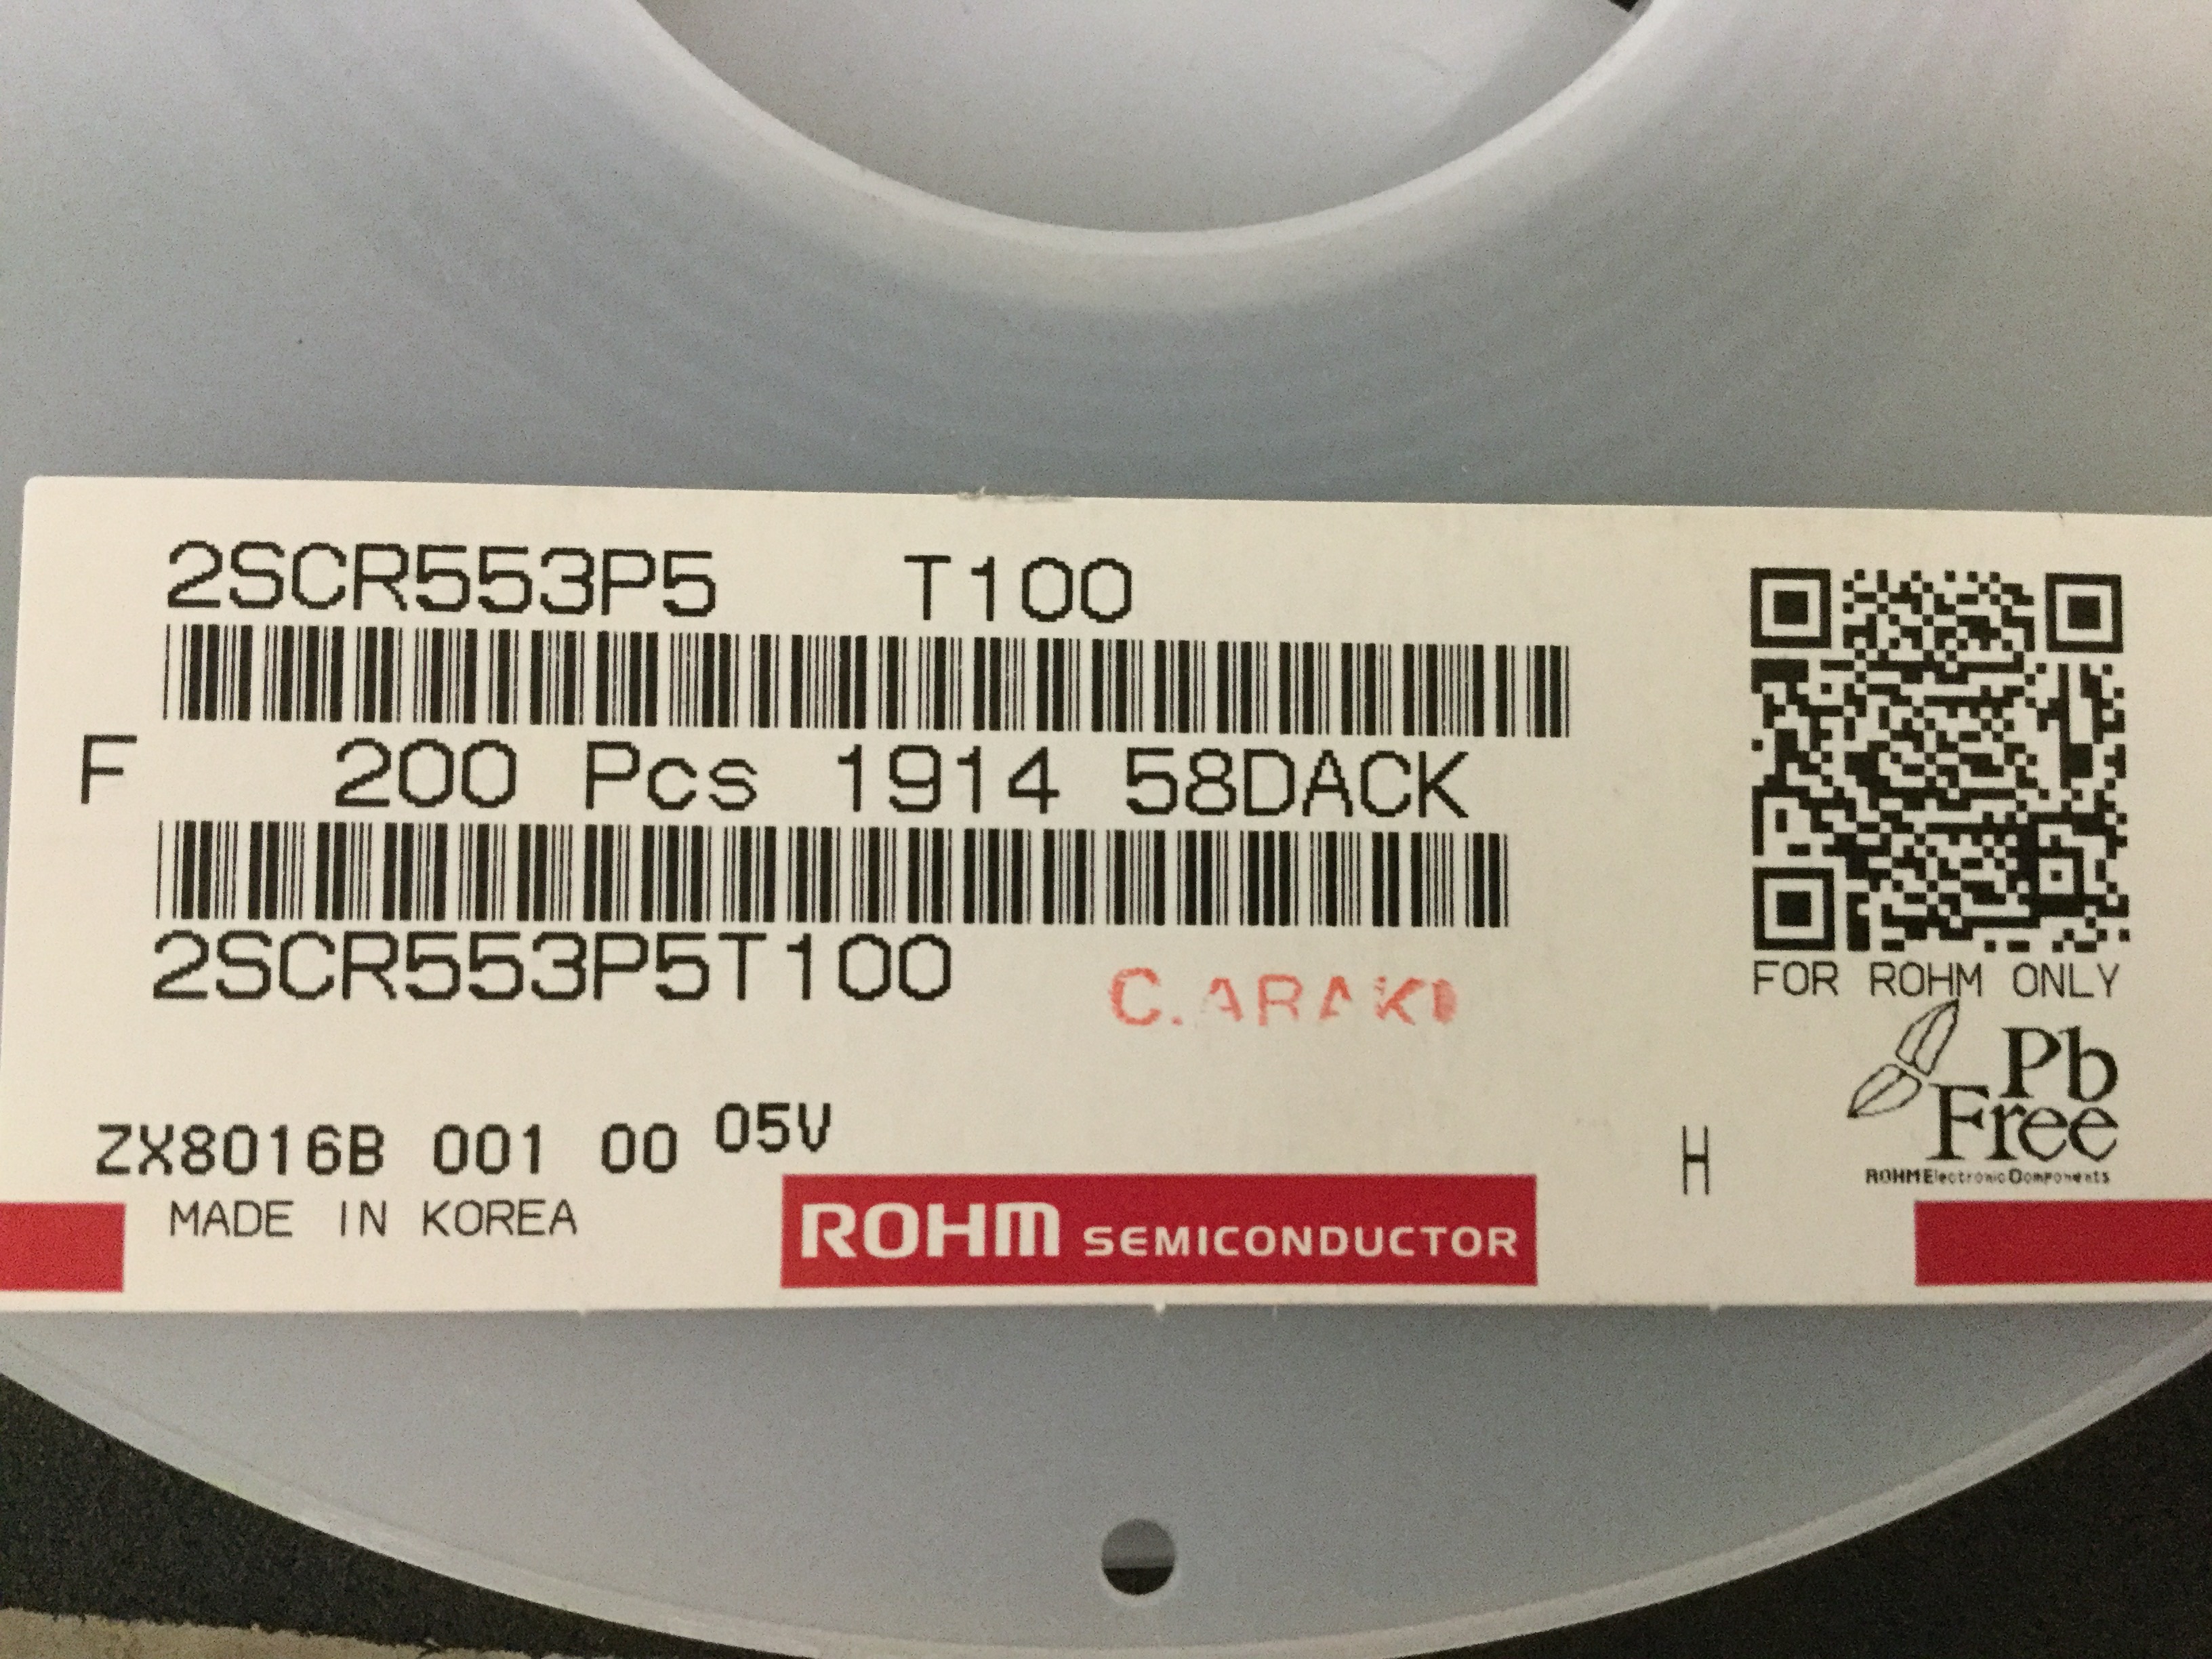 2SCR553P5 T100
F 200 Pcs 1914 58DACK
2SCR553P5T100
C.ARAKI
FOR ROHM ONLY
Pb
Free
ROHM Electronic Components
ZX8016B 001 00 05V
H
MADE IN KOREA
ROHM SEMICONDUCTOR